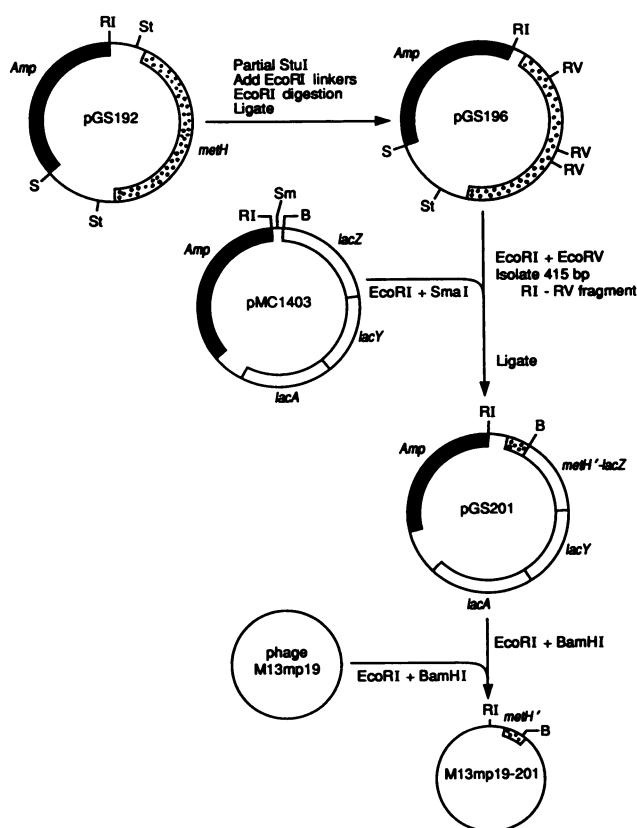 RI
St
Amp
pGS192
metH
S
St
Partial StuI
Add EcoRI linkers
EcoRI digestion
Ligate
RI
Amp
RV
pGS196
RV
RV
S
St
Sm
RI
B
Amp
lacZ
pMC1403
lacY
lacA
EcoRI + SmaI
EcoRI + EcoRV
Isolate 415 bp
RI - RV fragment
Ligate
RI
B
Amp
metH'-lacZ
pGS201
lacY
lacA
EcoRI + BamHI
phage
M13mp19
EcoRI + BamHI
RI
metH'
B
M13mp19-201